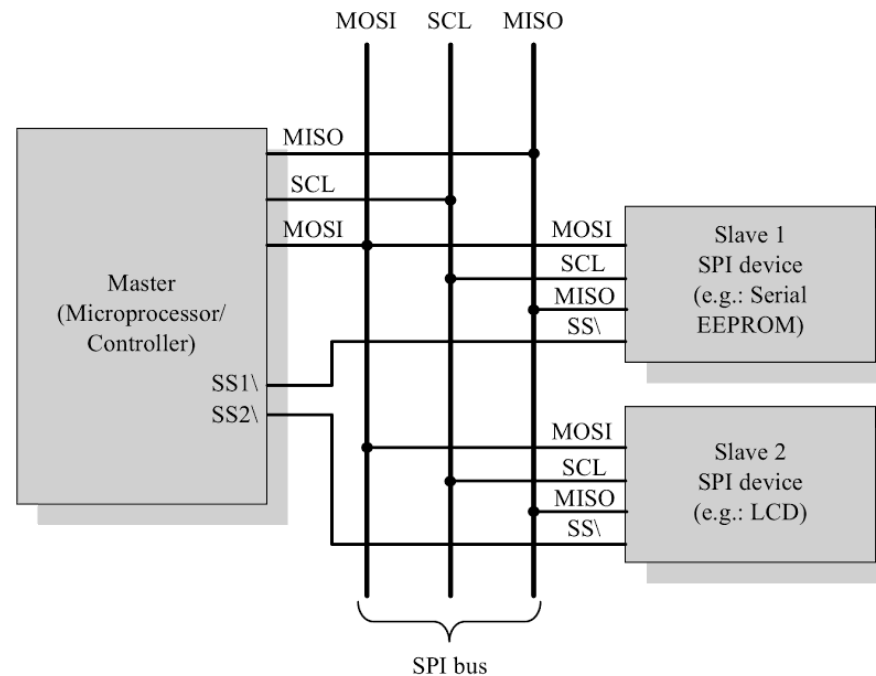 MOSI SCL MISO
MISO
SCL
MOSI
Master
(Microprocessor/
Controller)
SS1\
SS2\
MOSI
SCL
MISO
SS\
Slave 1
SPI device
(e.g.: Serial
EEPROM)
MOSI
SCL
MISO
SS\
Slave 2
SPI device
(e.g.: LCD)
SPI bus